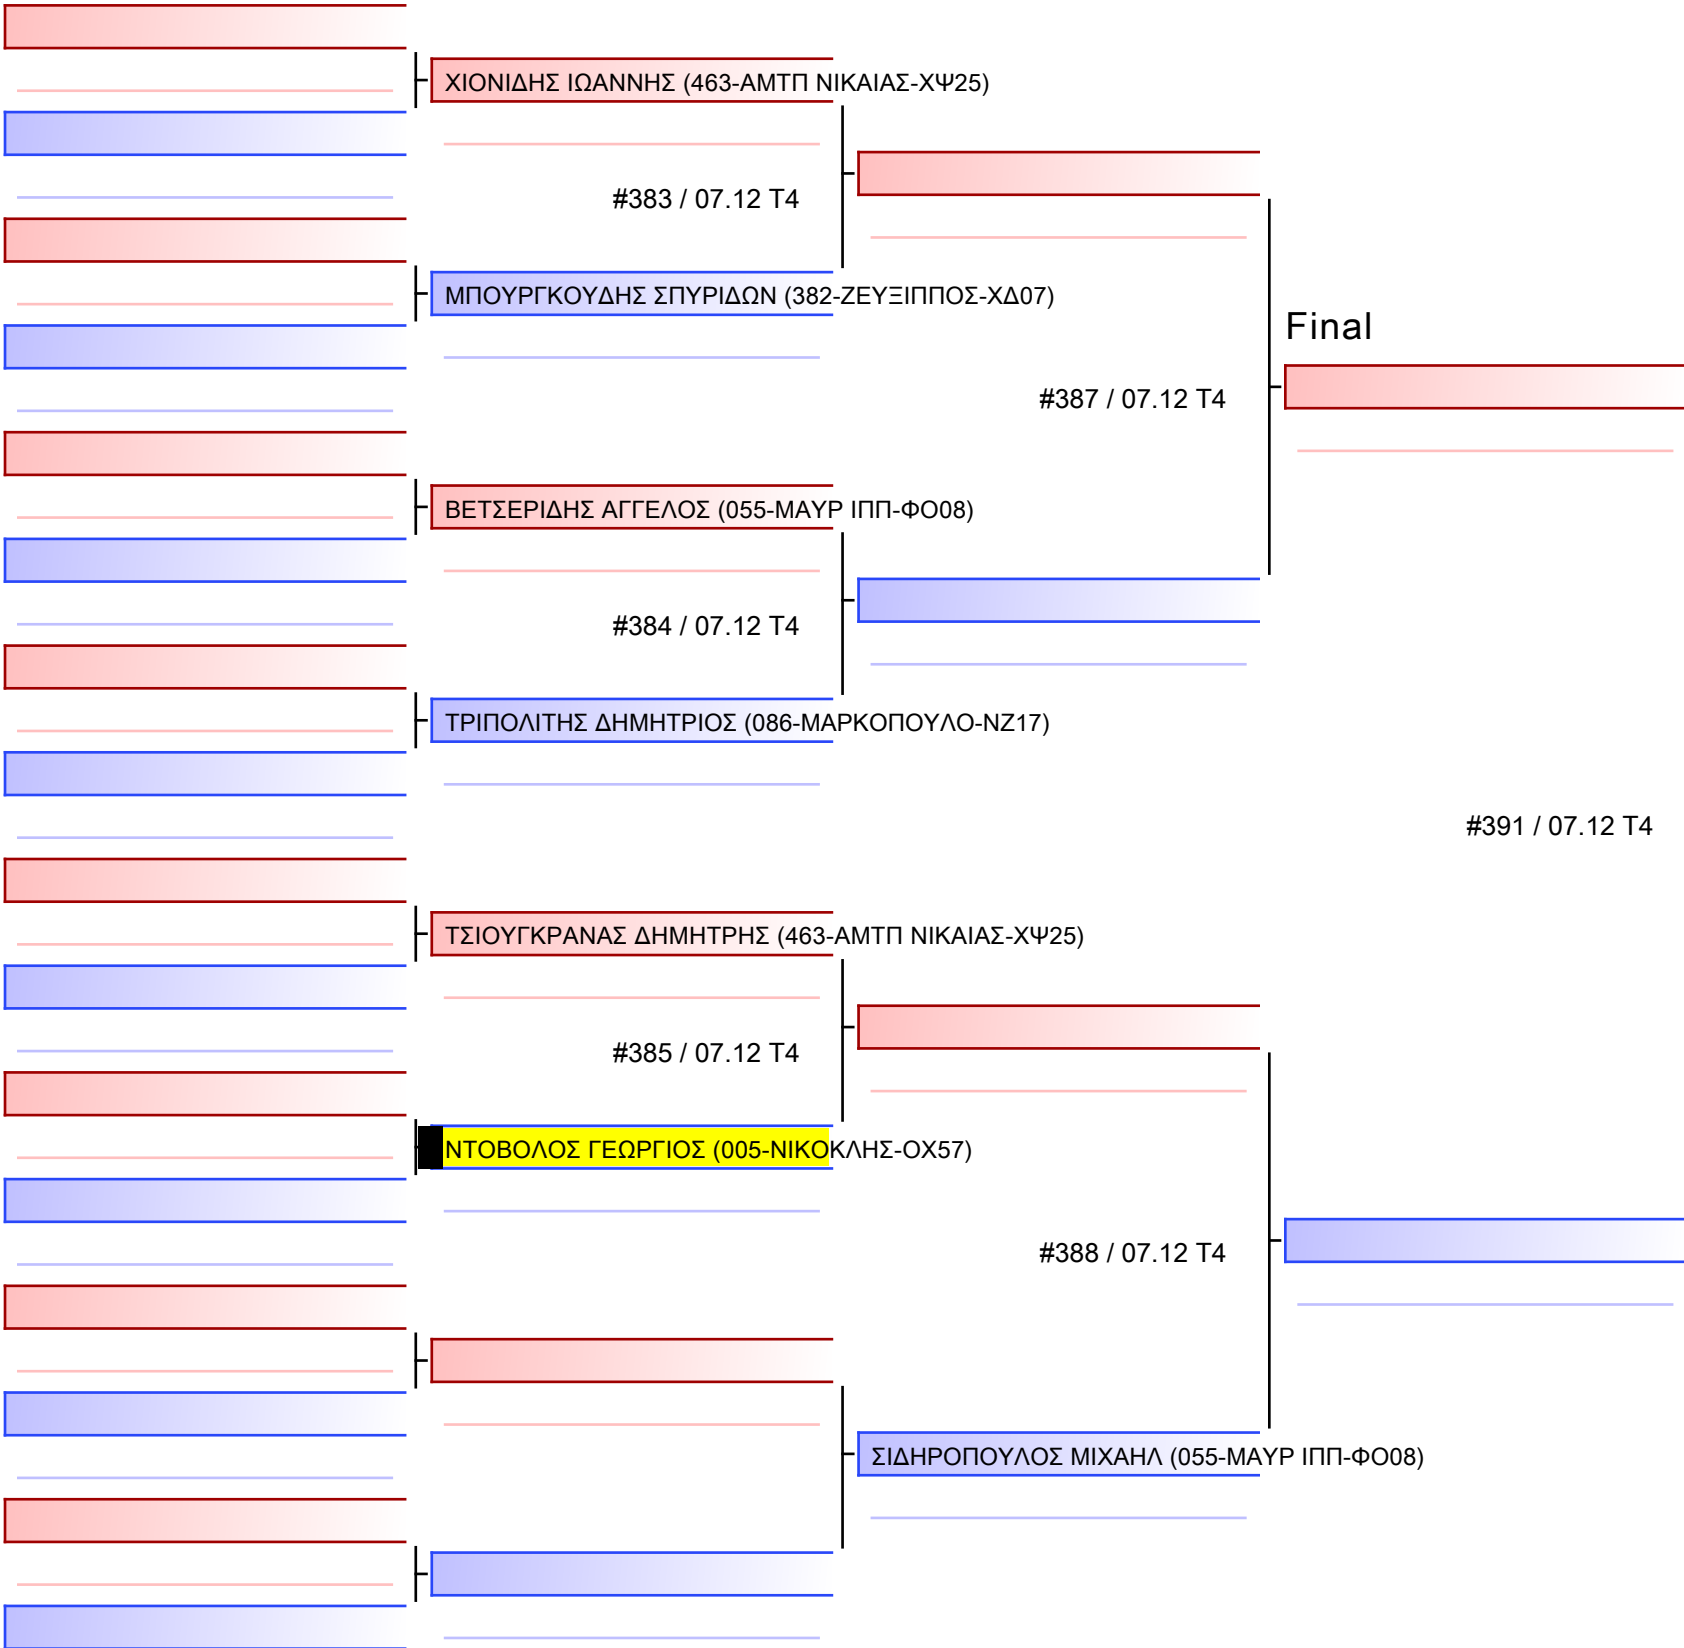 ΧΙΟΝΙΔΗΣ ΙΩΑΝΝΗΣ (463-ΑΜΤΠ ΝΙΚΑΙΑΣ-ΧΨ25)
#383 / 07.12 T4
ΜΠΟΥΡΓΚΟΥΔΗΣ ΣΠΥΡΙΔΩΝ (382-ΖΕΥΞΙΠΠΟΣ-ΧΔ07)
Final
#387 / 07.12 T4
ΒΕΤΣΕΡΙΔΗΣ ΑΓΓΕΛΟΣ (055-ΜΑΥΡ ΙΠΠ-ΦΟ08)
#384 / 07.12 T4
ΤΡΙΠΟΛΙΤΗΣ ΔΗΜΗΤΡΙΟΣ (086-ΜΑΡΚΟΠΟΥΛΟ-ΝΖ17)
#391 / 07.12 T4
ΤΣΙΟΥΓΚΡΑΝΑΣ ΔΗΜΗΤΡΗΣ (463-ΑΜΤΠ ΝΙΚΑΙΑΣ-ΧΨ25)
#385 / 07.12 T4
ΝΤΟΒΟΛΟΣ ΓΕΩΡΓΙΟΣ (005-ΝΙΚΟΚΛΗΣ-ΟΧ57)
#388 / 07.12 T4
ΣΙΔΗΡΟΠΟΥΛΟΣ ΜΙΧΑΗΛ (055-ΜΑΥΡ ΙΠΠ-ΦΟ08)